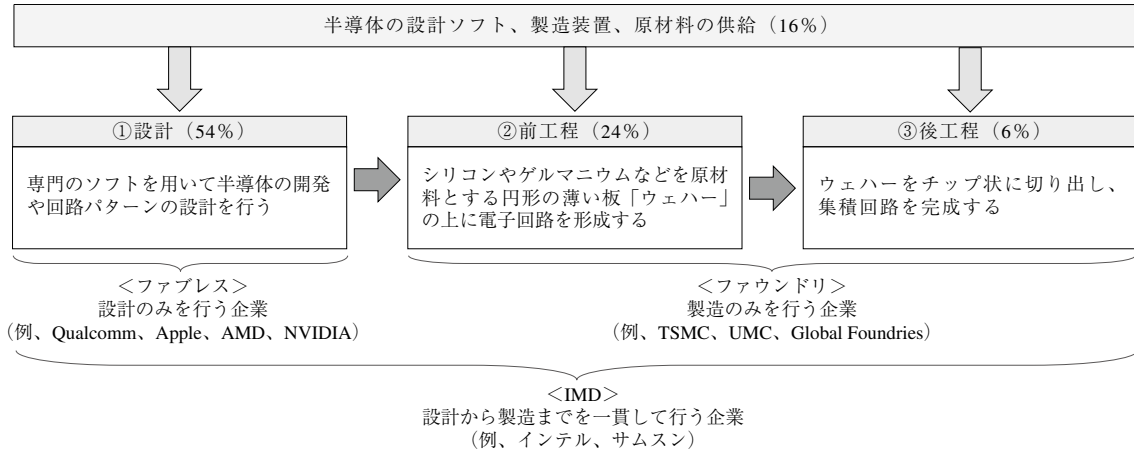 半導体の設計ソフト、製造装置、原材料の供給（16％）
①設計（54％）
専門のソフトを用いて半導体の開発
や回路パターンの設計を行う
②前工程（24％）
シリコンやゲルマニウムなどを原材
料とする円形の薄い板「ウェハー」
の上に電子回路を形成する
③後工程（6％）
ウェハーをチップ状に切り出し、
集積回路を完成する
＜ファブレス＞
設計のみを行う企業
（例、Qualcomm、Apple、AMD、NVIDIA）
＜ファウンドリ＞
製造のみを行う企業
（例、TSMC、UMC、Global Foundries）
＜IMD＞
設計から製造までを一貫して行う企業
（例、インテル、サムスン）